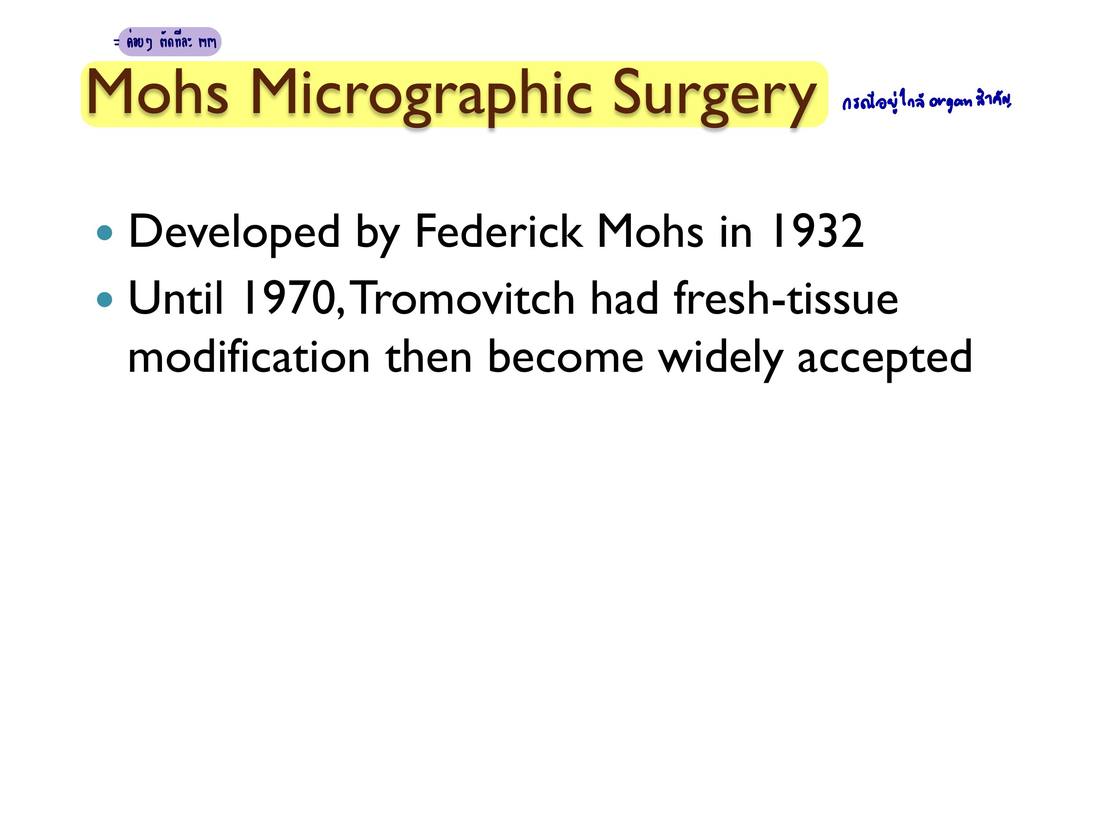 = ค่อยๆ ตัดทีละ mm
Mohs Micrographic Surgery
กรณีอยู่ใกล้ organ สำคัญ
Developed by Federick Mohs in 1932
Until 1970, Tromovitch had fresh-tissue
modification then become widely accepted